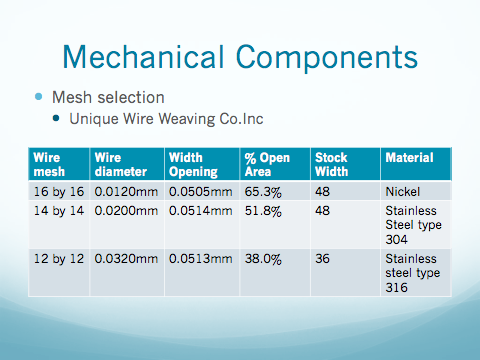 Mechanical Components
Mesh selection
Unique Wire Weaving Co.Inc
Wire mesh Wire diameter Width Opening % Open Area Stock Width Material
16 by 16 0.0120mm 0.0505mm 65.3% 48 Nickel
14 by 14 0.0200mm 0.0514mm 51.8% 48 Stainless Steel type 304
12 by 12 0.0320mm 0.0513mm 38.0% 36 Stainless steel type 316